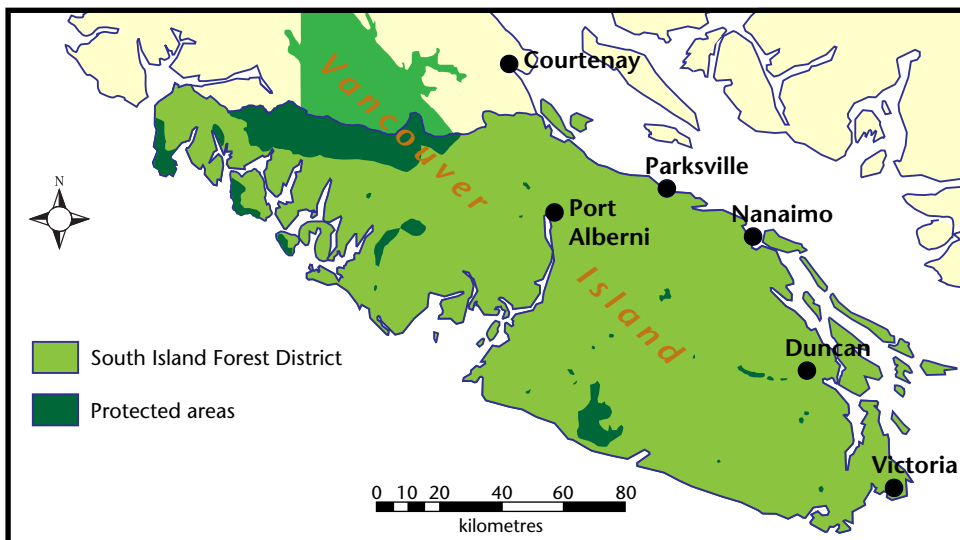 Courtenay
Vancouver
Parksville
N
Port
Alberni
Nanaimo
Island
South Island Forest District
Duncan
Protected areas
Victoria
0 10 20 40 60 80
kilometres